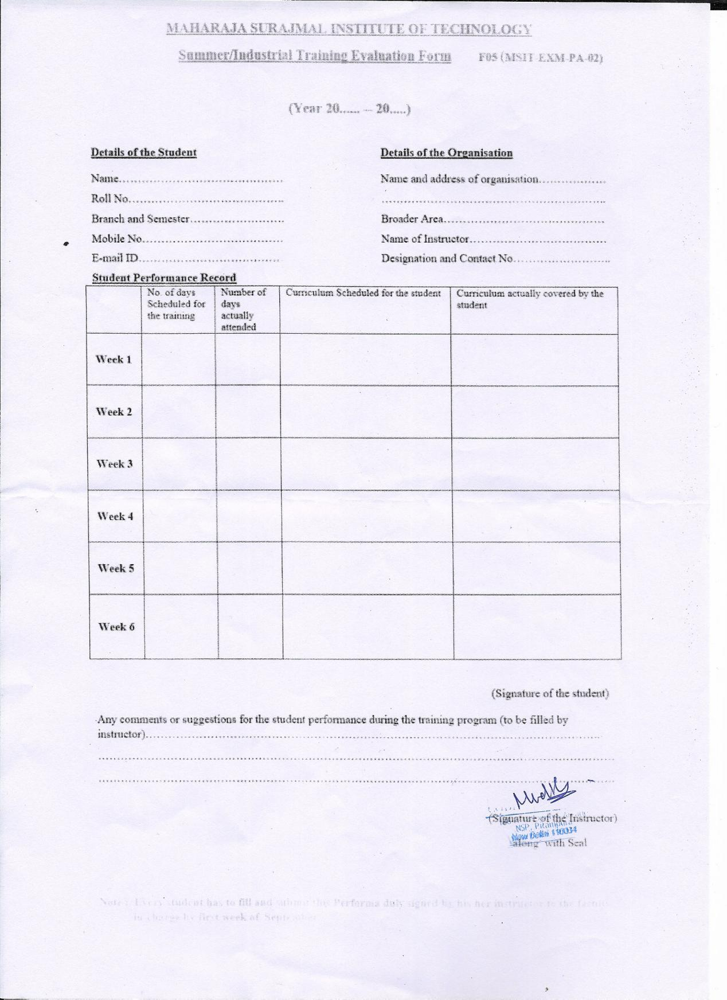 MAHARAJA SURAJMAL INSTITUTE OF TECHNOLOGY
Summer/Industrial Training Evaluation Form F05 (MSIT-EXM-PA-02)
(Year 20...... – 20.....)
Details of the Student
Name..........................................
Roll No..........................................
Branch and Semester..........................
Mobile No.....................................
E-mail ID.....................................
Details of the Organisation
Name and address of organisation..................
..............................................................
Broader Area..........................................
Name of Instructor....................................
Designation and Contact No..........................
Student Performance Record
No. of days
Scheduled for
the training
Number of
days
actually
attended
Curriculum Scheduled for the student
Curriculum actually covered by the
student
Week 1
Week 2
Week 3
Week 4
Week 5
Week 6
(Signature of the student)
Any comments or suggestions for the student performance during the training program (to be filled by
instructor)..............................................................................................................
..............................................................................................................................
..............................................................................................................................
(Signature of the Instructor)
NSP, Pitampura
New Delhi 110034
along with Seal
Note : Every student has to fill and submit this Performa duly signed by his her instructor to the faculty
in charge by first week of September